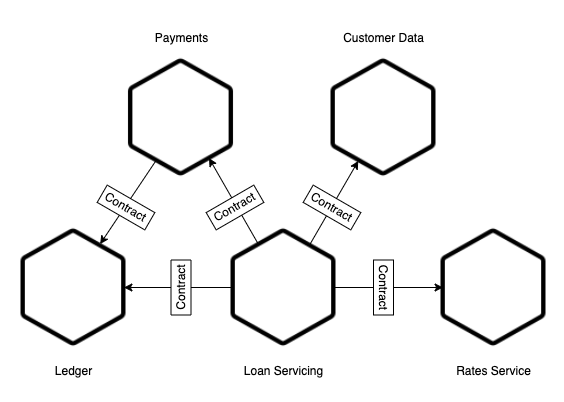 Payments
Customer Data
Contract
Contract
Contract
Contract
Contract
Ledger
Loan Servicing
Rates Service